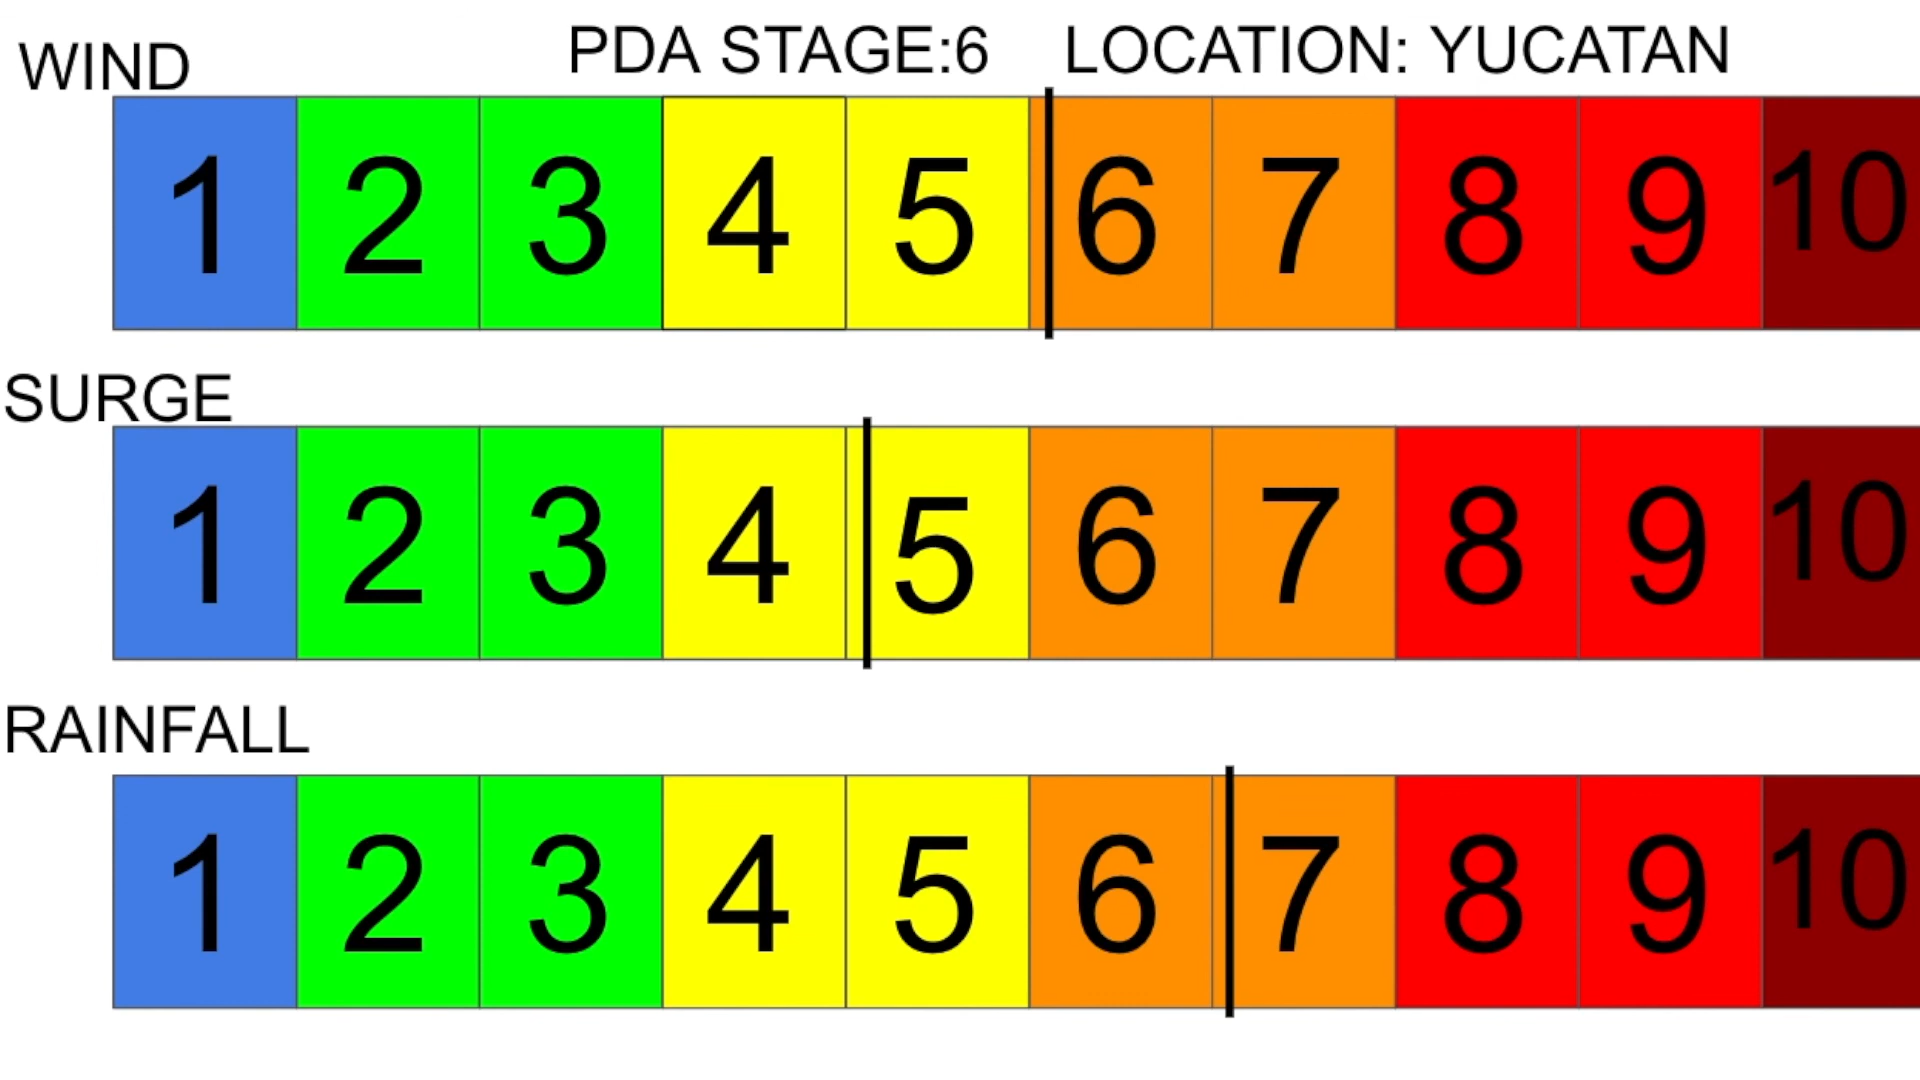 WIND PDA STAGE:6 LOCATION: YUCATAN
1 2 3 4 5 6 7 8 9 10
SURGE
1 2 3 4 5 6 7 8 9 10
RAINFALL
1 2 3 4 5 6 7 8 9 10